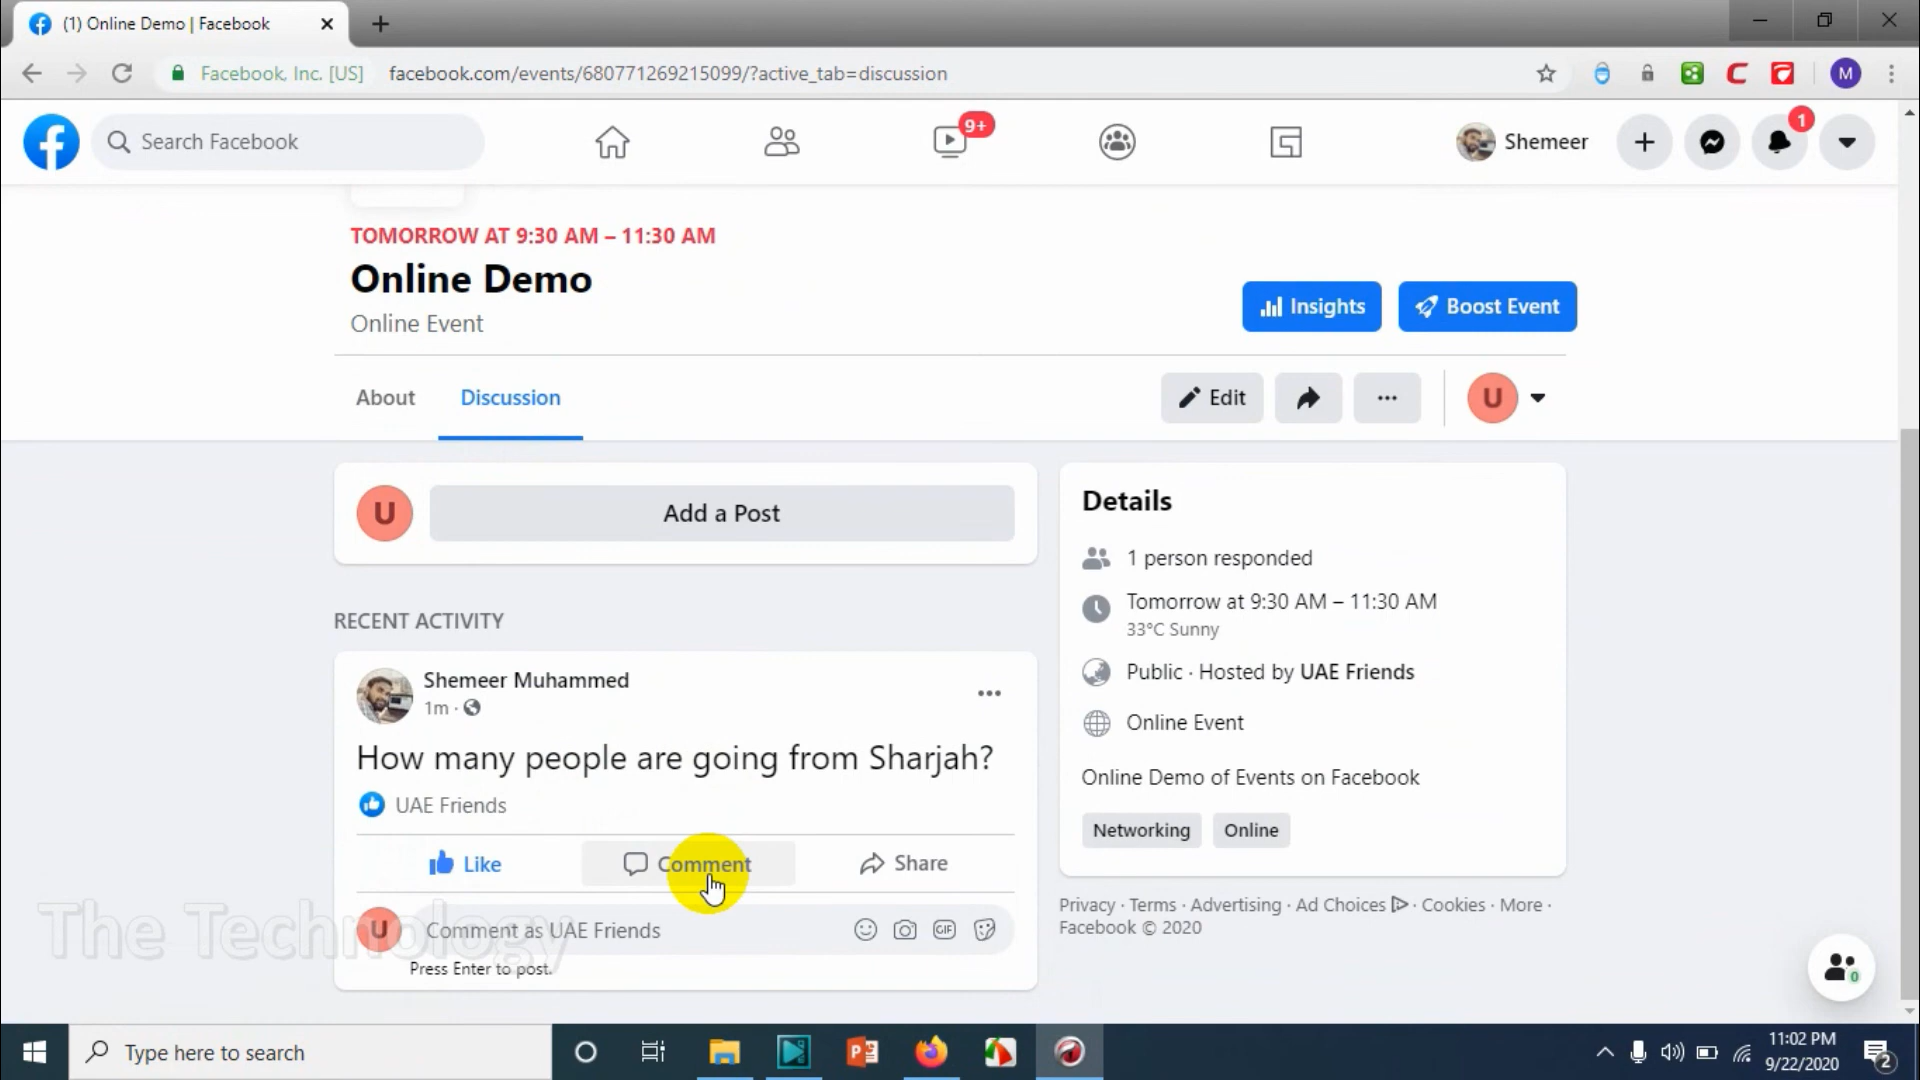 (1) Online Demo | Facebook
Facebook, Inc. [US] facebook.com/events/680771269215099/?active_tab=discussion
M
Search Facebook
9+
Shemeer
1
TOMORROW AT 9:30 AM – 11:30 AM
Online Demo
Online Event
Insights
Boost Event
About
Discussion
Edit
U
U
Add a Post
RECENT ACTIVITY
Shemeer Muhammed
1m ·
How many people are going from Sharjah?
UAE Friends
Like
Comment
Share
U
Comment as UAE Friends
GIF
Press Enter to post.
The Technology
Details
1 person responded
Tomorrow at 9:30 AM – 11:30 AM
33°C Sunny
Public · Hosted by UAE Friends
Online Event
Online Demo of Events on Facebook
Networking
Online
Privacy · Terms · Advertising · Ad Choices · Cookies · More ·
Facebook © 2020
0
Type here to search
11:02 PM
9/22/2020
2